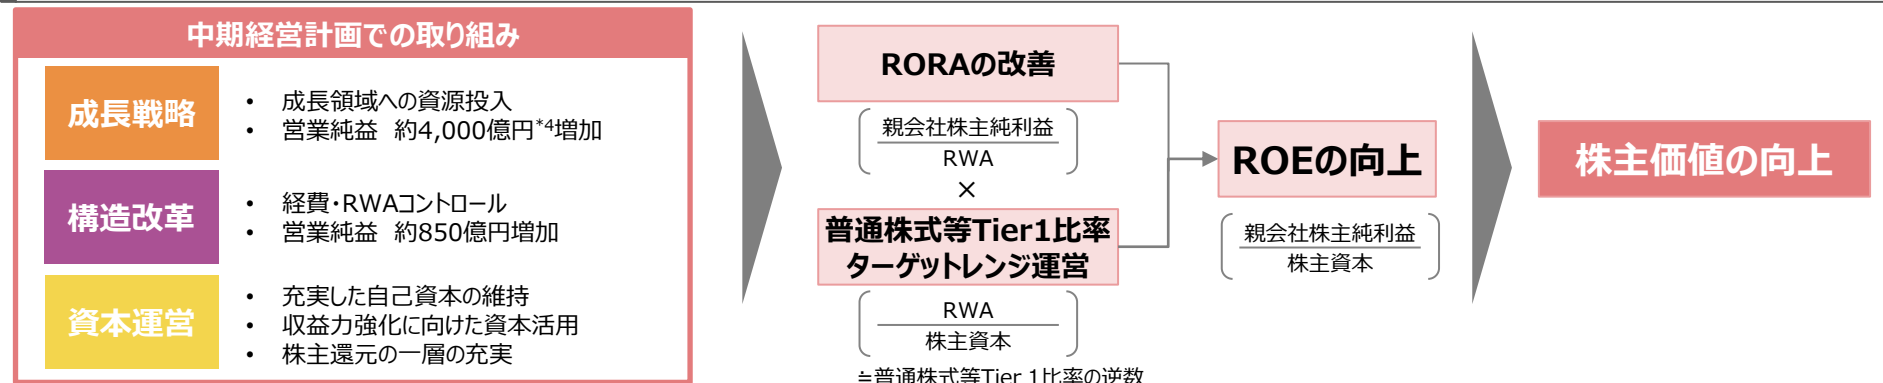 中期経営計画での取り組み
成長戦略
• 成長領域への資源投入
• 営業純益 約4,000億円*4増加
構造改革
• 経費・RWAコントロール
• 営業純益 約850億円増加
資本運営
• 充実した自己資本の維持
• 収益力強化に向けた資本活用
• 株主還元の一層の充実
RORAの改善
親会社株主純利益
RWA
×
普通株式等Tier1比率
ターゲットレンジ運営
RWA
株主資本
≒普通株式等Tier 1比率の逆数
ROEの向上
親会社株主純利益
株主資本
株主価値の向上